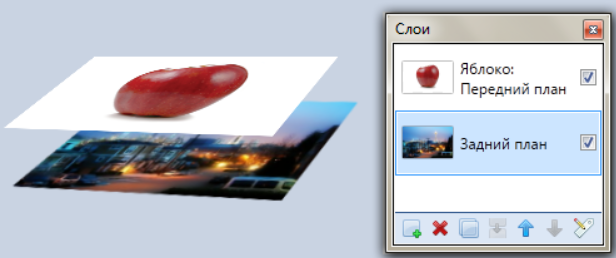 Слои
Яблоко:
Передний план
Задний план